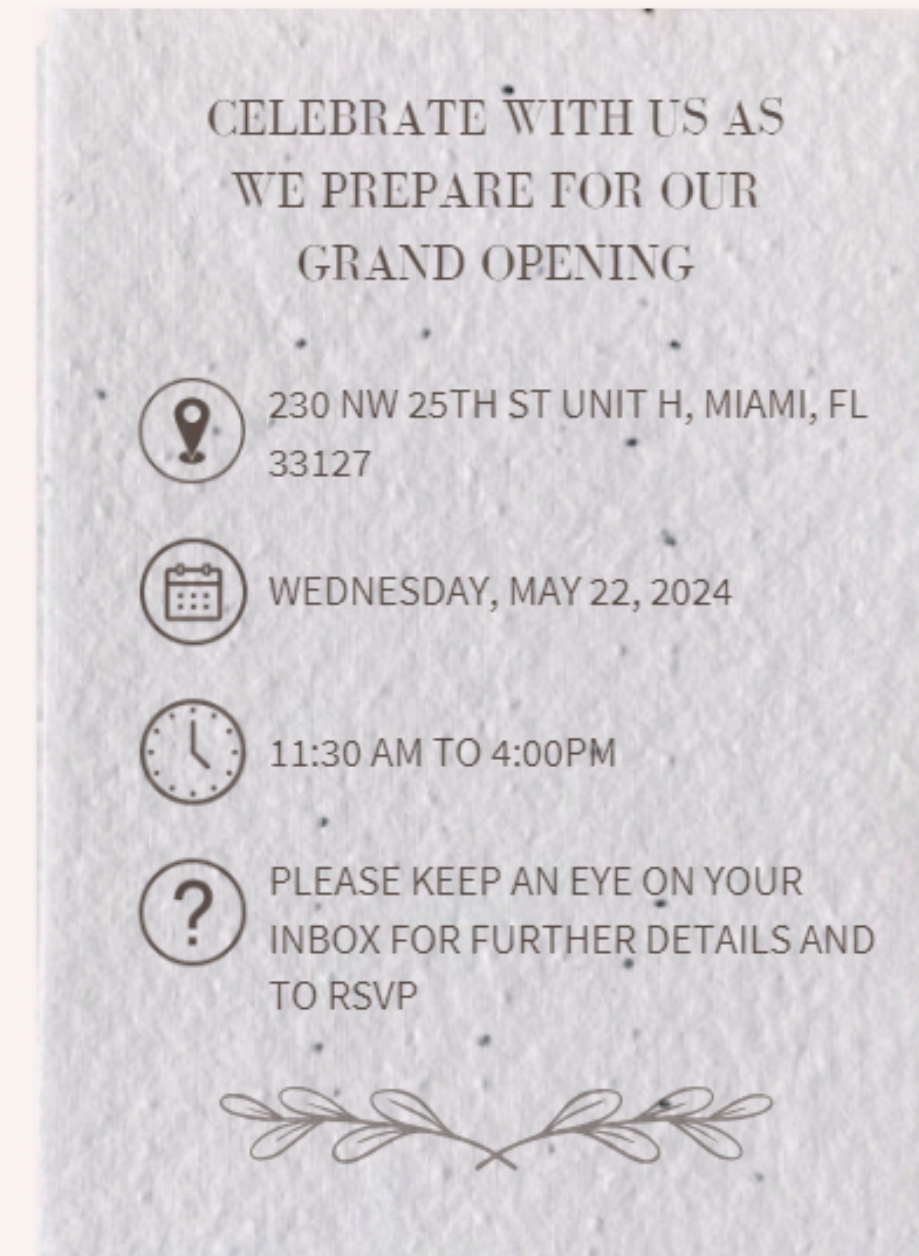 CELEBRATE WITH US AS
WE PREPARE FOR OUR
GRAND OPENING
230 NW 25TH ST UNIT H, MIAMI, FL
33127
WEDNESDAY, MAY 22, 2024
11:30 AM TO 4:00PM
?
PLEASE KEEP AN EYE ON YOUR
INBOX FOR FURTHER DETAILS AND
TO RSVP